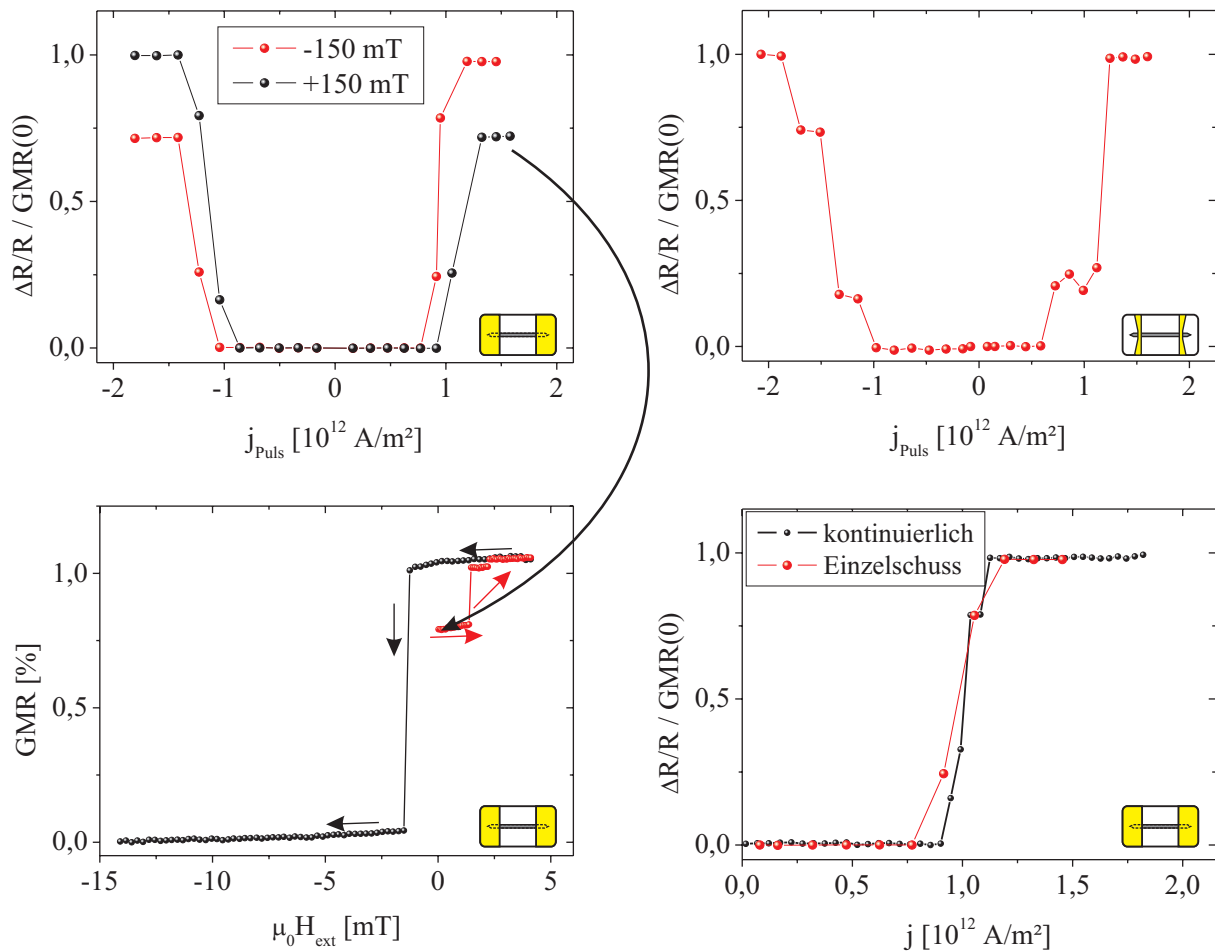 1,0
0,5
0,0
-2
-1
0
1
2
ΔR/R / GMR(0)
j_Puls [10^12 A/m²]
-150 mT
+150 mT
1,0
0,5
0,0
-2
-1
0
1
2
ΔR/R / GMR(0)
j_Puls [10^12 A/m²]
1,0
0,5
0,0
-15
-10
-5
0
5
GMR [%]
μ₀H_ext [mT]
kontinuierlich
Einzelschuss
1,0
0,5
0,0
0,0
0,5
1,0
1,5
2,0
ΔR/R / GMR(0)
j [10^12 A/m²]